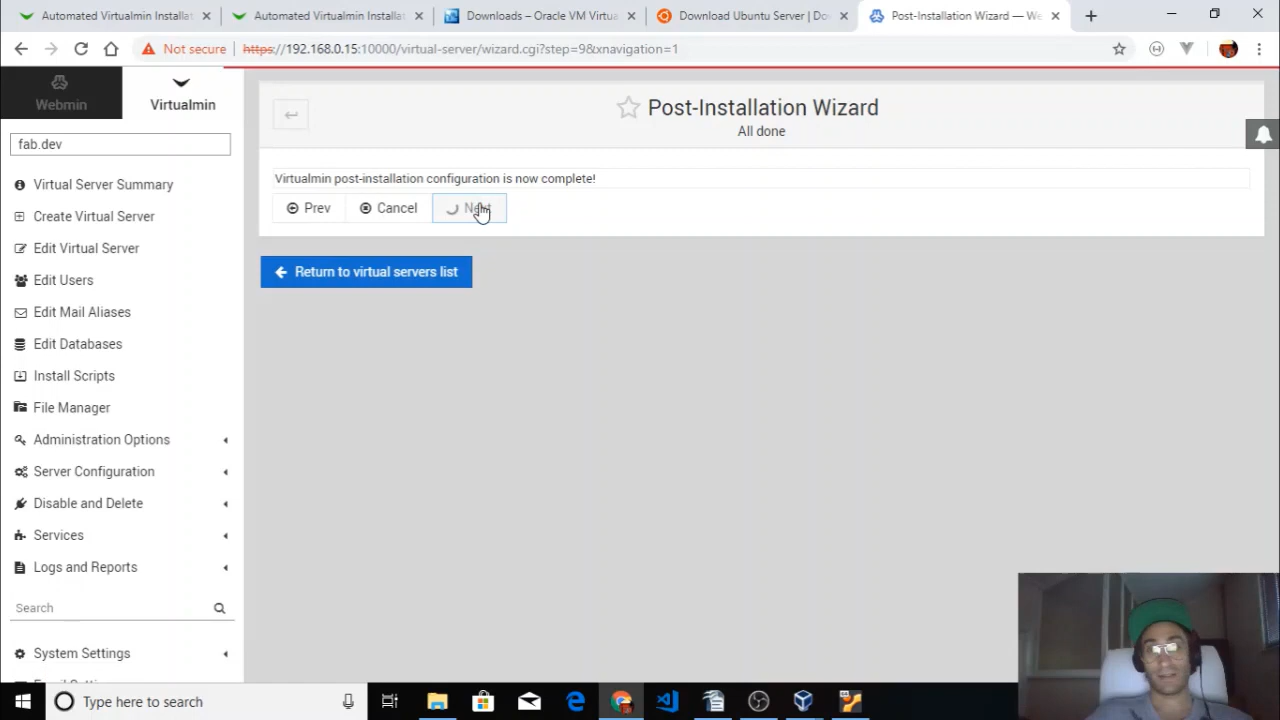 Automated Virtualmin Installat
Automated Virtualmin Installat
Downloads – Oracle VM Virtua
Download Ubuntu Server | Do
Post-Installation Wizard — We
Not secure
https://192.168.0.15:10000/virtual-server/wizard.cgi?step=9&xnavigation=1
Webmin
Virtualmin
fab.dev
Virtual Server Summary
Create Virtual Server
Edit Virtual Server
Edit Users
Edit Mail Aliases
Edit Databases
Install Scripts
File Manager
Administration Options
Server Configuration
Disable and Delete
Services
Logs and Reports
Search
System Settings
Post-Installation Wizard
All done
Virtualmin post-installation configuration is now complete!
Prev
Cancel
Next
Return to virtual servers list
Type here to search